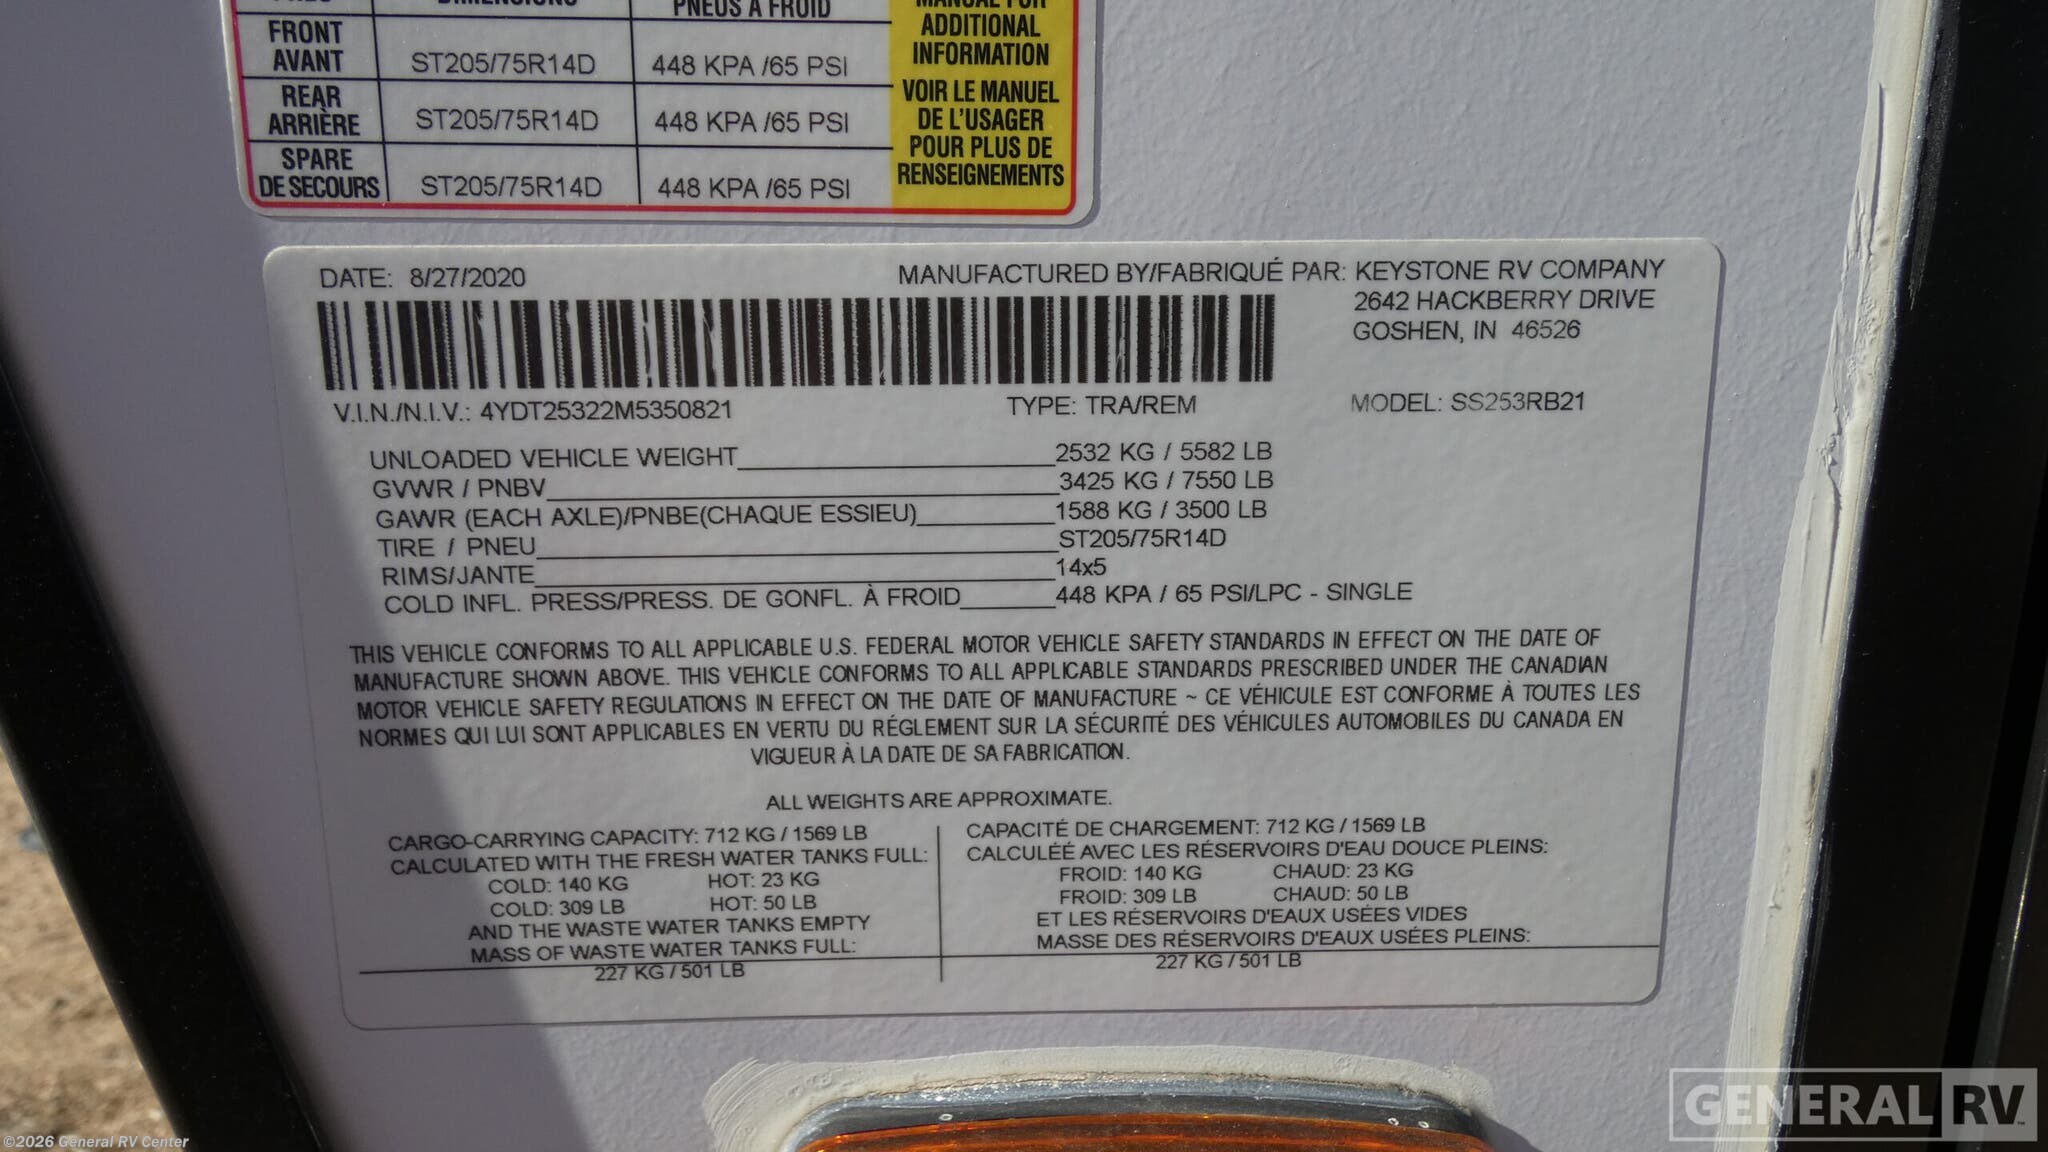 DIMENSIONS
PNEUS À FROID
MANUAL FOR
ADDITIONAL
INFORMATION
FRONT
AVANT
ST205/75R14D
448 KPA /65 PSI
REAR
ARRIÈRE
ST205/75R14D
448 KPA /65 PSI
SPARE
DE SECOURS
ST205/75R14D
448 KPA /65 PSI
VOIR LE MANUEL
DE L'USAGER
POUR PLUS DE
RENSEIGNEMENTS
DATE: 8/27/2020
MANUFACTURED BY/FABRIQUÉ PAR: KEYSTONE RV COMPANY
2642 HACKBERRY DRIVE
GOSHEN, IN 46526
V.I.N./N.I.V.: 4YDT25322M5350821 TYPE: TRA/REM MODEL: SS253RB21
UNLOADED VEHICLE WEIGHT 2532 KG / 5582 LB
GVWR / PNBV 3425 KG / 7550 LB
GAWR (EACH AXLE)/PNBE(CHAQUE ESSIEU) 1588 KG / 3500 LB
TIRE / PNEU ST205/75R14D
RIMS/JANTE 14x5
COLD INFL. PRESS/PRESS. DE GONFL. À FROID 448 KPA / 65 PSI/LPC - SINGLE
THIS VEHICLE CONFORMS TO ALL APPLICABLE U.S. FEDERAL MOTOR VEHICLE SAFETY STANDARDS IN EFFECT ON THE DATE OF
MANUFACTURE SHOWN ABOVE. THIS VEHICLE CONFORMS TO ALL APPLICABLE STANDARDS PRESCRIBED UNDER THE CANADIAN
MOTOR VEHICLE SAFETY REGULATIONS IN EFFECT ON THE DATE OF MANUFACTURE ~ CE VÉHICULE EST CONFORME À TOUTES LES
NORMES QUI LUI SONT APPLICABLES EN VERTU DU RÉGLEMENT SUR LA SÉCURITÉ DES VÉHICULES AUTOMOBILES DU CANADA EN
VIGUEUR À LA DATE DE SA FABRICATION.
ALL WEIGHTS ARE APPROXIMATE.
CARGO-CARRYING CAPACITY: 712 KG / 1569 LB
CALCULATED WITH THE FRESH WATER TANKS FULL:
COLD: 140 KG HOT: 23 KG
COLD: 309 LB HOT: 50 LB
AND THE WASTE WATER TANKS EMPTY
MASS OF WASTE WATER TANKS FULL:
227 KG / 501 LB
CAPACITÉ DE CHARGEMENT: 712 KG / 1569 LB
CALCULÉE AVEC LES RÉSERVOIRS D'EAU DOUCE PLEINS:
FROID: 140 KG CHAUD: 23 KG
FROID: 309 LB CHAUD: 50 LB
ET LES RÉSERVOIRS D'EAUX USÉES VIDES
MASSE DES RÉSERVOIRS D'EAUX USÉES PLEINS:
227 KG / 501 LB
GENERAL RV
©2026 General RV Center